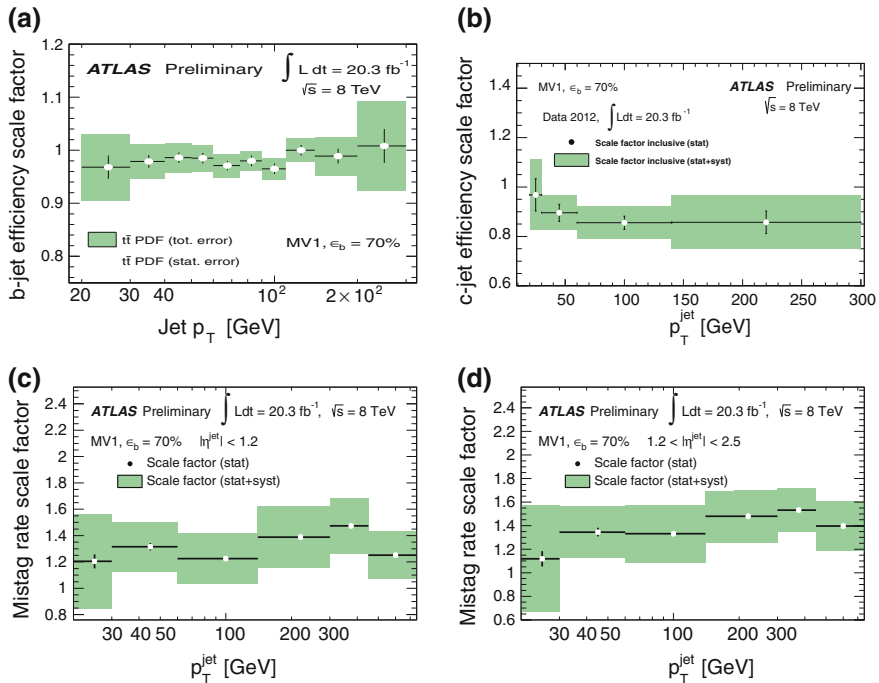 (a)
b-jet efficiency scale factor
1.2
1.1
1
0.9
0.8
ATLAS Preliminary ∫ L dt = 20.3 fb⁻¹
√s = 8 TeV
tt̄ PDF (tot. error)
tt̄ PDF (stat. error)
MV1, ϵb = 70%
20 30 40 10² 2×10²
Jet pT [GeV]
(b)
c-jet efficiency scale factor
1.4
1.2
1
0.8
0.6
MV1, ϵb = 70% ATLAS Preliminary
√s = 8 TeV
Data 2012, ∫ Ldt = 20.3 fb⁻¹
Scale factor inclusive (stat)
Scale factor inclusive (stat+syst)
50 100 150 200 250 300
pTjet [GeV]
(c)
Mistag rate scale factor
2.4
2.2
2
1.8
1.6
1.4
1.2
1
0.8
ATLAS Preliminary ∫ Ldt = 20.3 fb⁻¹, √s = 8 TeV
MV1, ϵb = 70% |ηjet| < 1.2
Scale factor (stat)
Scale factor (stat+syst)
30 40 50 100 200 300
pTjet [GeV]
(d)
Mistag rate scale factor
2.4
2.2
2
1.8
1.6
1.4
1.2
1
0.8
0.6
ATLAS Preliminary ∫ Ldt = 20.3 fb⁻¹, √s = 8 TeV
MV1, ϵb = 70% 1.2 < |ηjet| < 2.5
Scale factor (stat)
Scale factor (stat+syst)
30 40 50 100 200 300
pTjet [GeV]